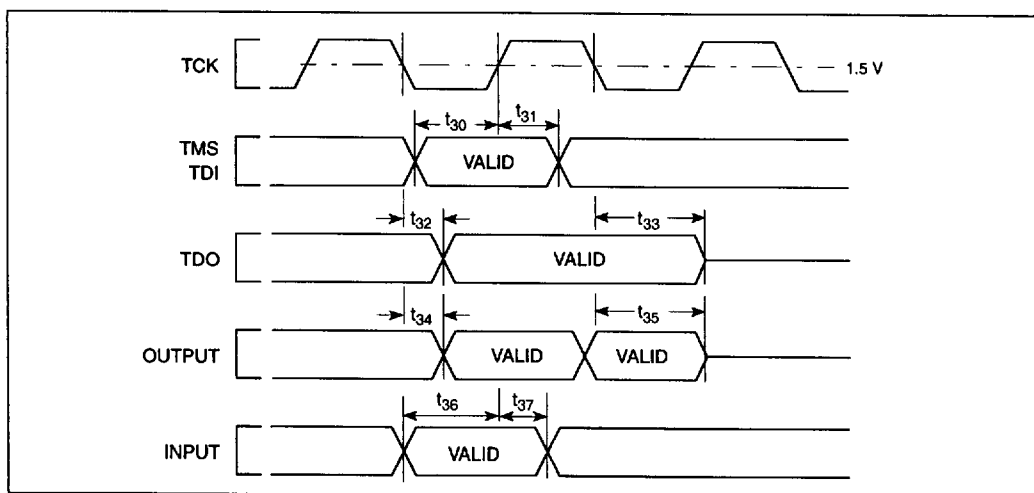 TCK
1.5 V
t30 t31
TMS
TDI
VALID
t32 t33
TDO
VALID
t34 t35
OUTPUT
VALID VALID
t36 t37
INPUT
VALID